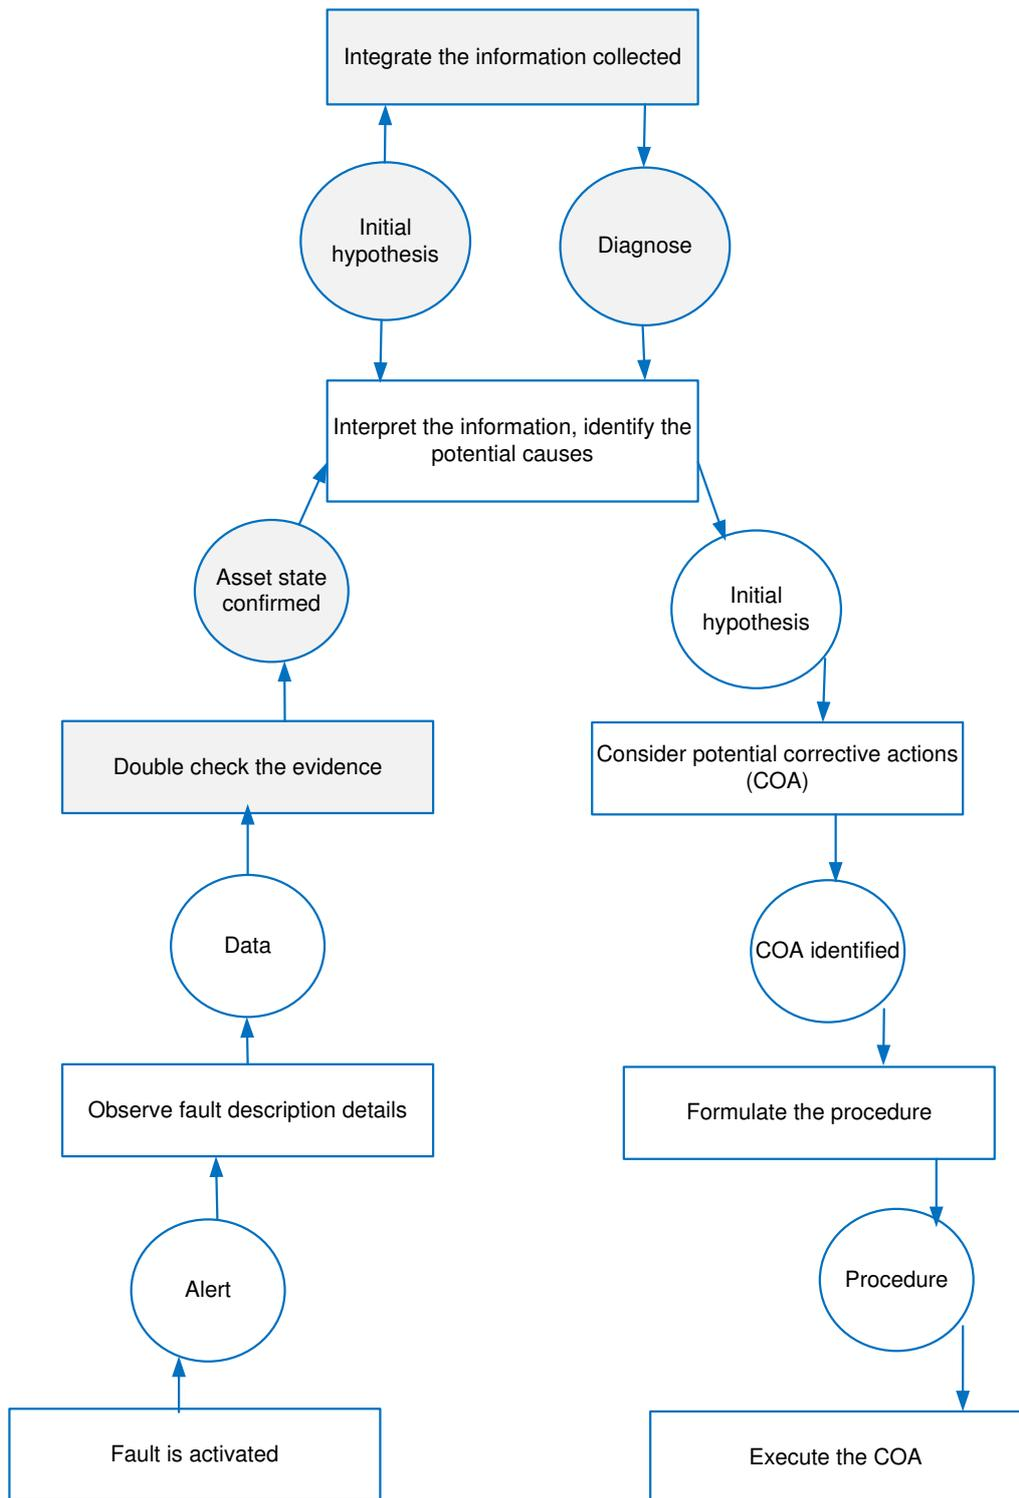 Integrate the information collected
Initial
hypothesis
Diagnose
Interpret the information, identify the
potential causes
Asset state
confirmed
Initial
hypothesis
Double check the evidence
Consider potential corrective actions
(COA)
Data
COA identified
Observe fault description details
Formulate the procedure
Alert
Procedure
Fault is activated
Execute the COA